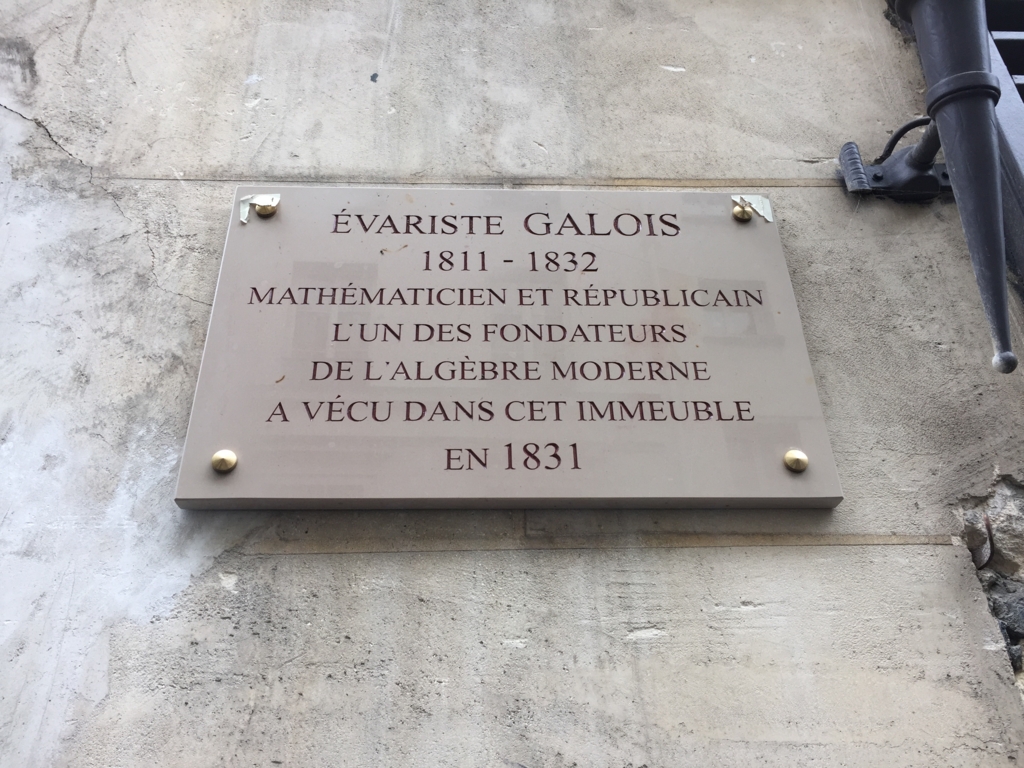 ÉVARISTE GALOIS
1811 - 1832
MATHÉMATICIEN ET RÉPUBLICAIN
L'UN DES FONDATEURS
DE L'ALGÈBRE MODERNE
A VÉCU DANS CET IMMEUBLE
EN 1831